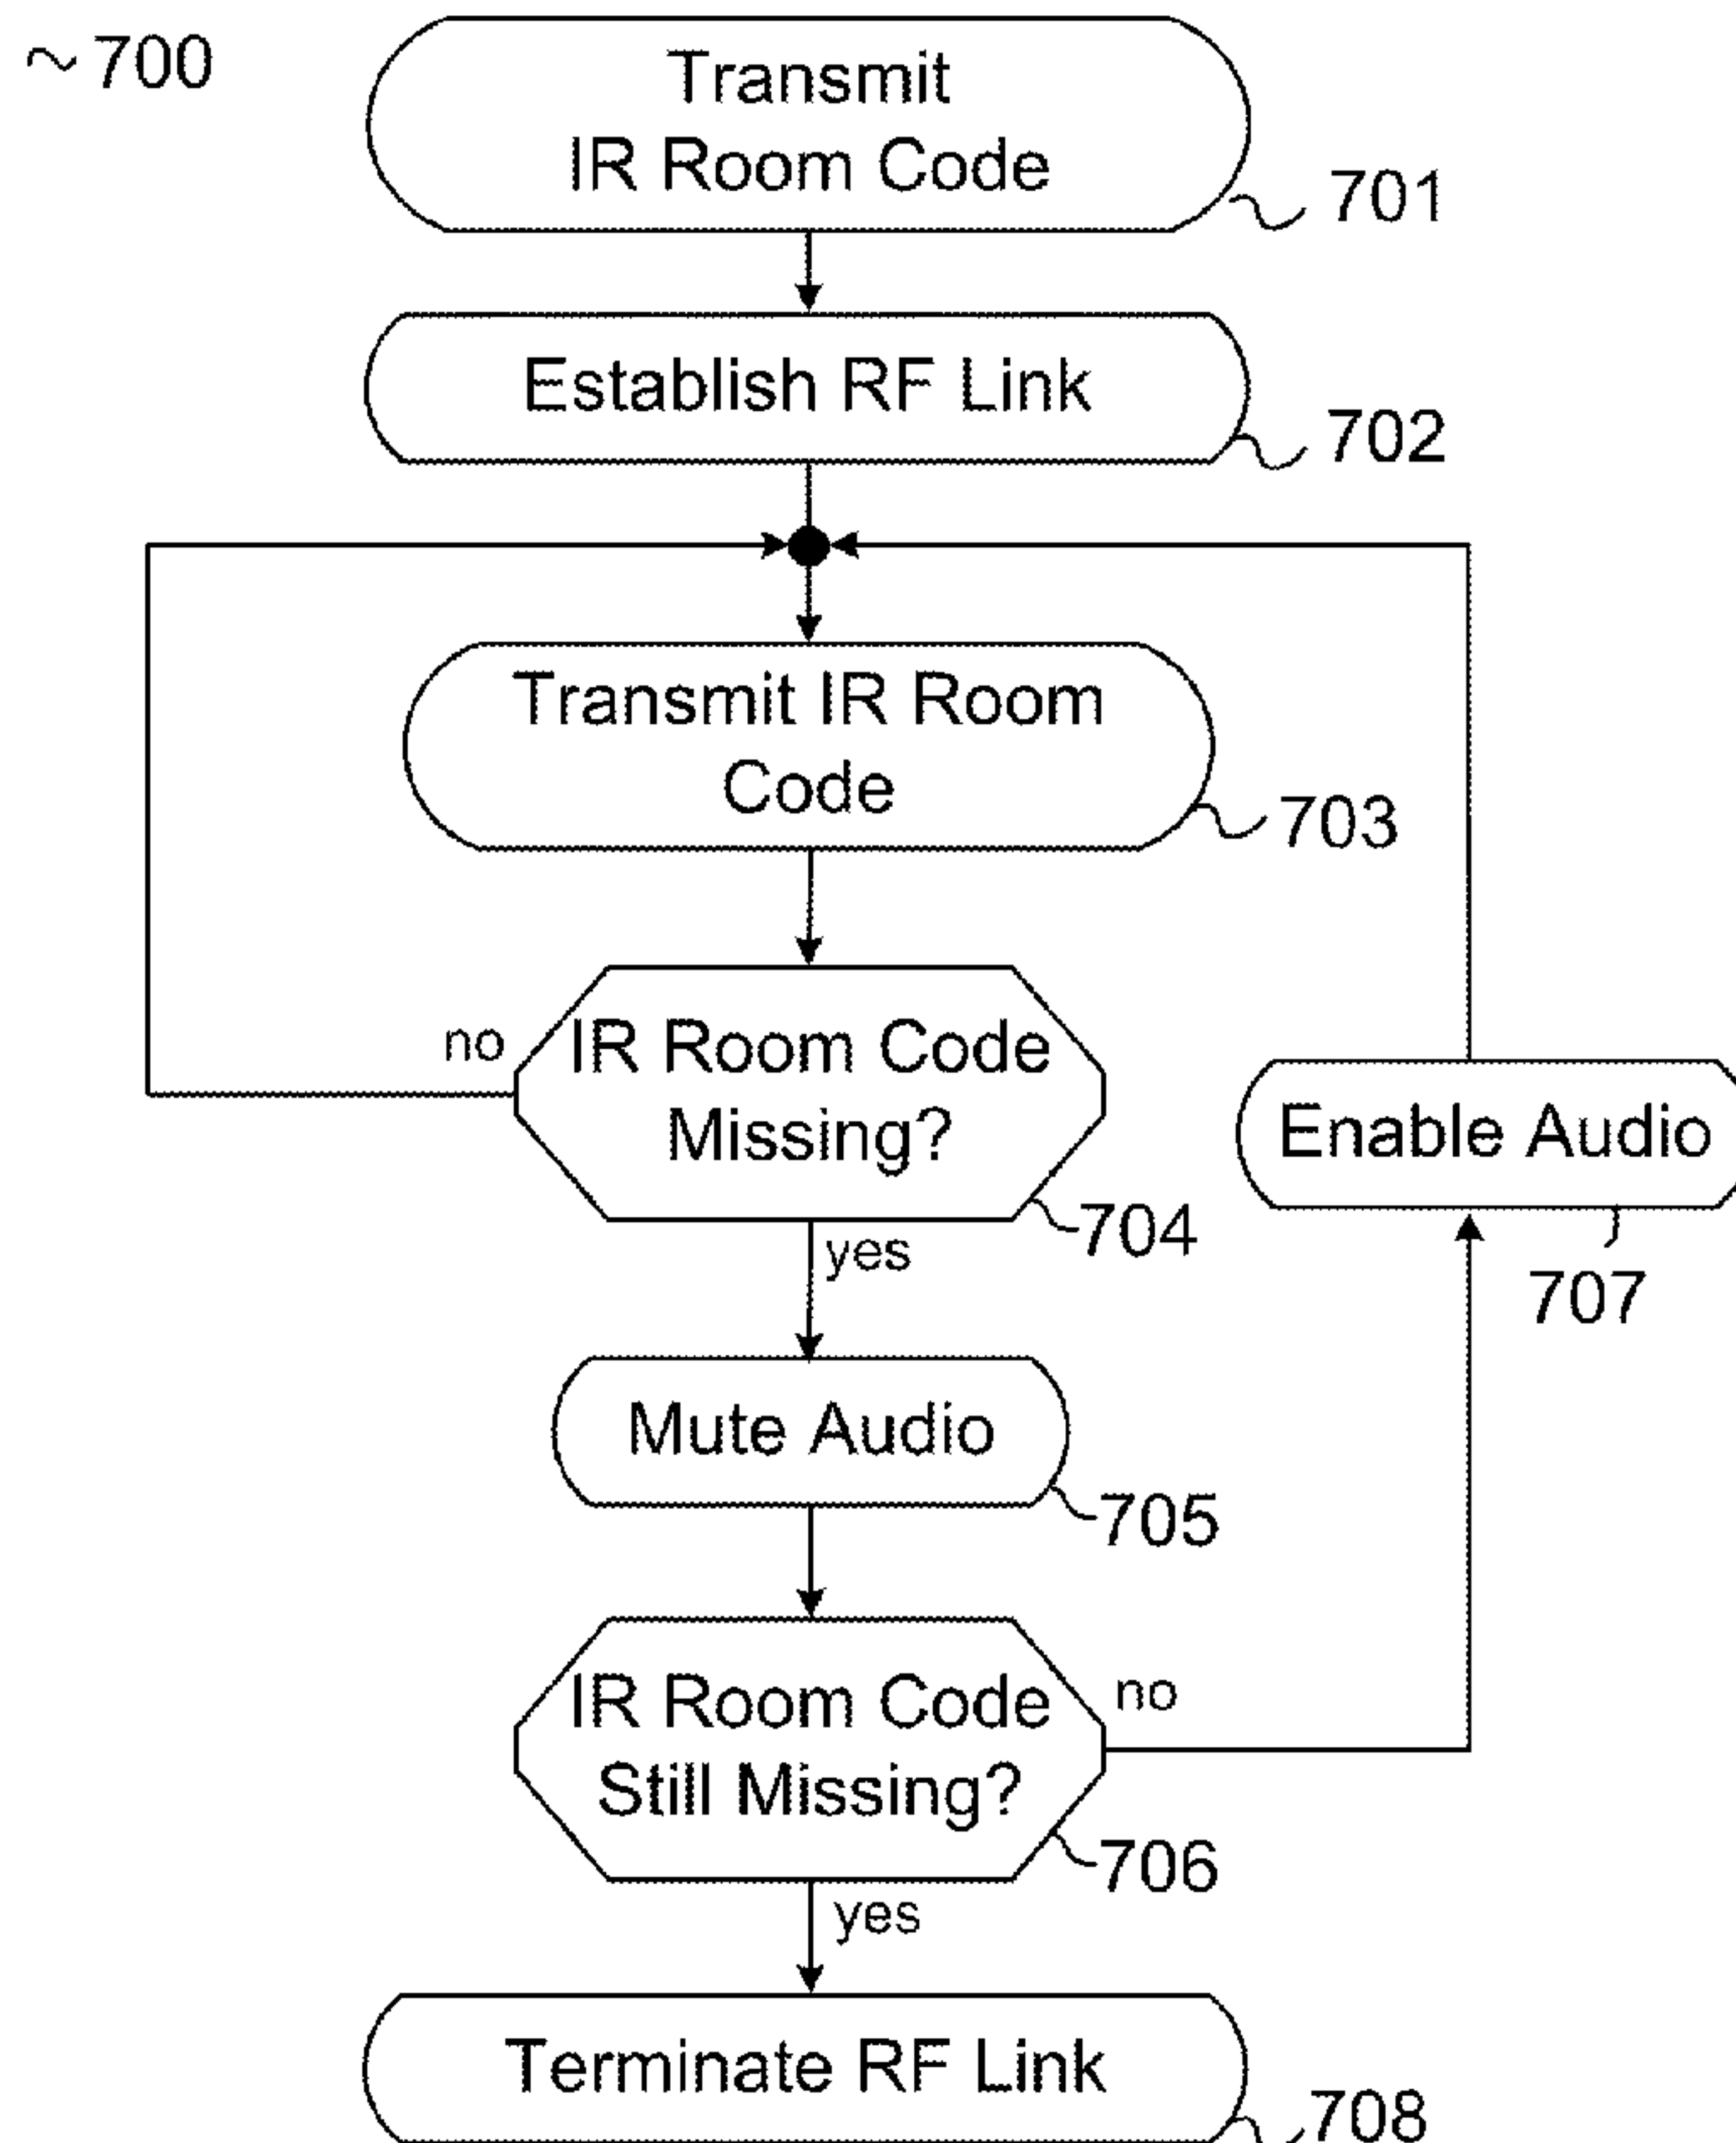 ~700
Transmit
IR Room Code
701
Establish RF Link
702
Transmit IR Room
Code
703
no
IR Room Code
Missing?
704
yes
Enable Audio
707
Mute Audio
705
no
IR Room Code
Still Missing?
706
yes
Terminate RF Link
708